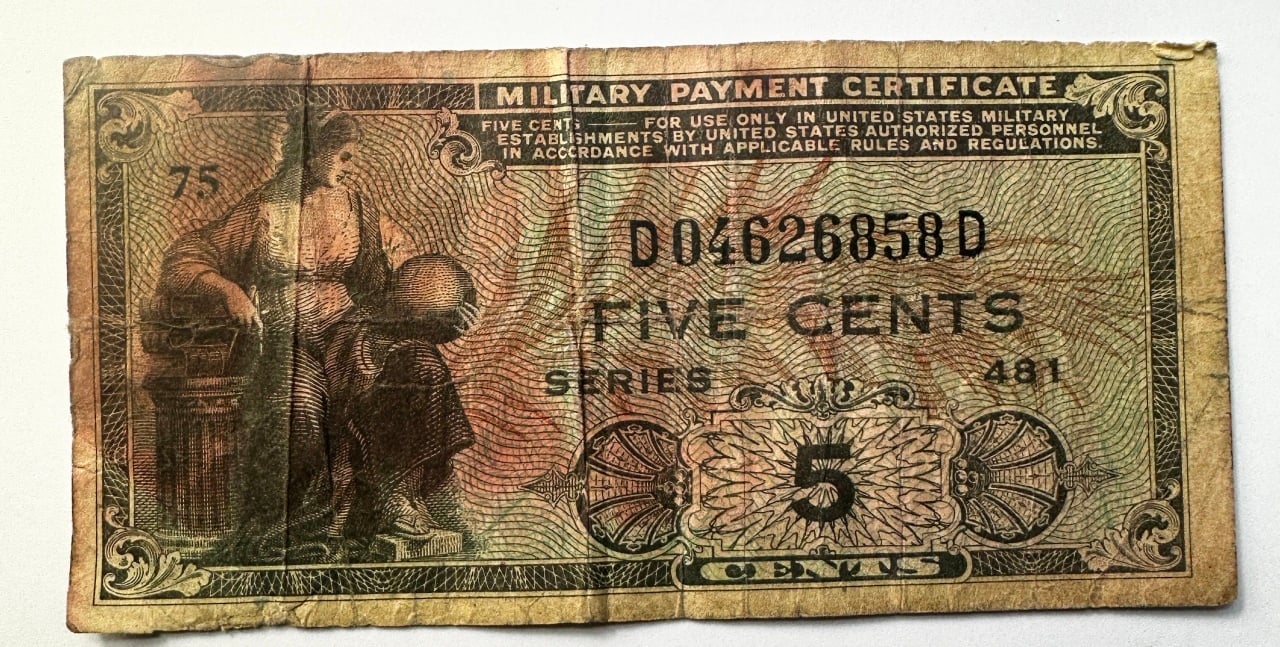 MILITARY PAYMENT CERTIFICATE
FIVE CENTS — FOR USE ONLY IN UNITED STATES MILITARY
ESTABLISHMENTS BY UNITED STATES AUTHORIZED PERSONNEL
IN ACCORDANCE WITH APPLICABLE RULES AND REGULATIONS.
75
D04626858D
FIVE CENTS
SERIES 481
5
CENTS